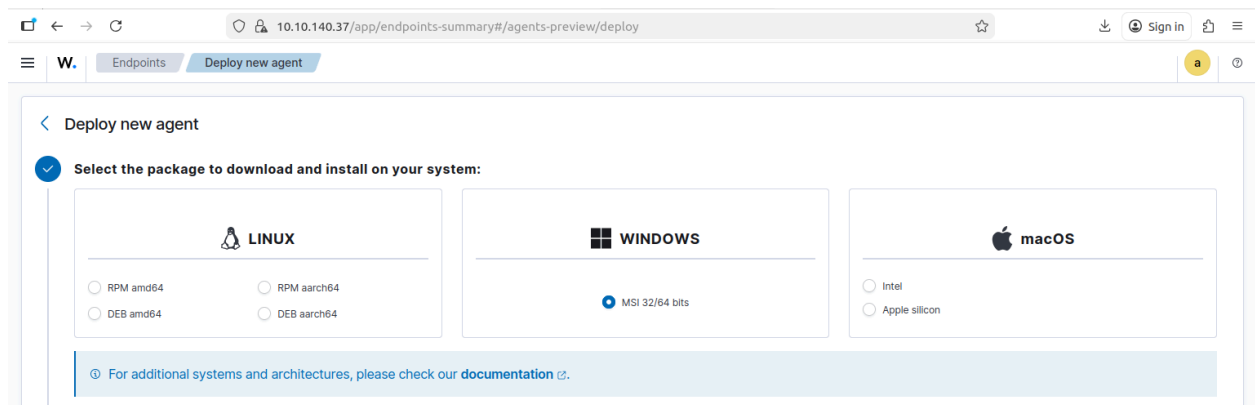 10.10.140.37/app/endpoints-summary#/agents-preview/deploy
Sign in
W.
Endpoints
Deploy new agent
a
Deploy new agent
Select the package to download and install on your system:
LINUX
RPM amd64
RPM aarch64
DEB amd64
DEB aarch64
WINDOWS
MSI 32/64 bits
macOS
Intel
Apple silicon
For additional systems and architectures, please check our documentation.